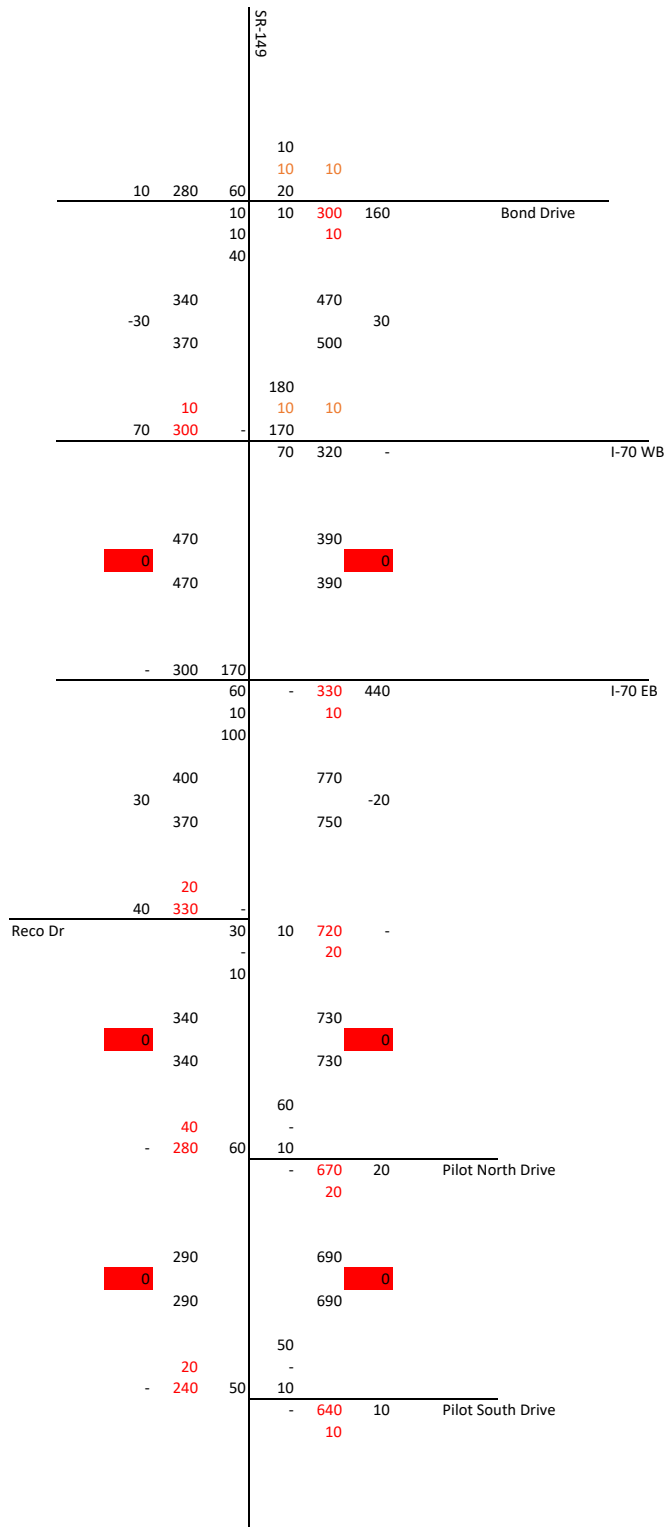 SR-149
10
10 10
10 280 60 20
10 10 300 160 Bond Drive
10 10
40
340 470
-30 30
370 500
180
10 10 10
70 300 - 170
70 320 - I-70 WB
470 390
0 0
470 390
- 300 170
60 - 330 440 I-70 EB
10 10
100
400 770
30 -20
370 750
20
40 330 -
Reco Dr 30 10 720 -
- 20
10
340 730
0 0
340 730
60
40 -
- 280 60 10
- 670 20 Pilot North Drive
20
290 690
0 0
290 690
50
20 -
- 240 50 10
- 640 10 Pilot South Drive
10